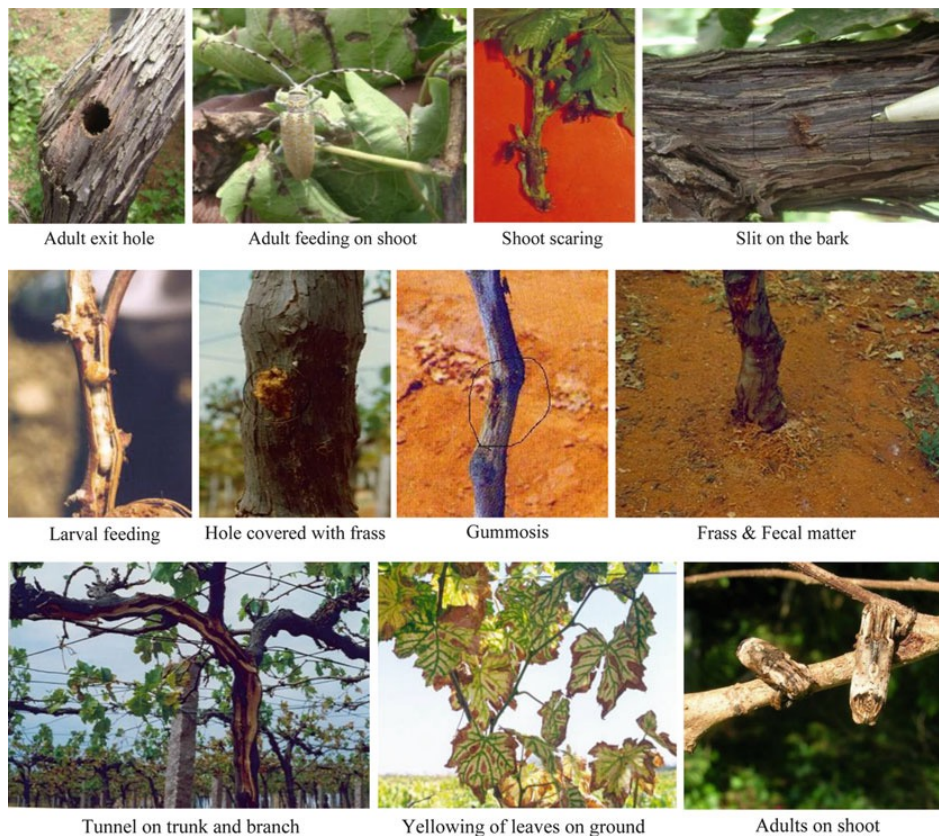 Adult exit hole
Adult feeding on shoot
Shoot scaring
Slit on the bark
Larval feeding
Hole covered with frass
Gummosis
Frass & Fecal matter
Tunnel on trunk and branch
Yellowing of leaves on ground
Adults on shoot